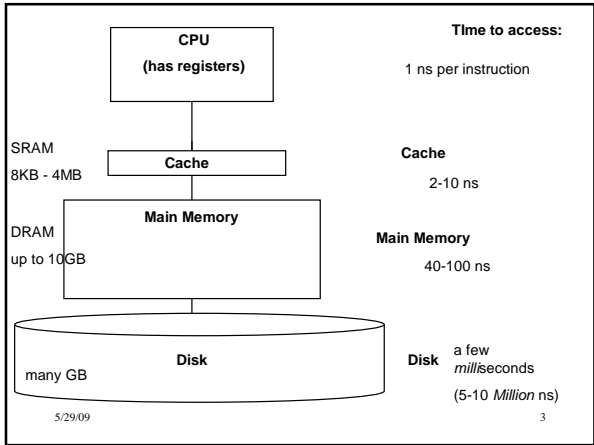 CPU
(has registers)
TIme to access:
1 ns per instruction
SRAM
8KB - 4MB
Cache
Cache
2-10 ns
Main Memory
DRAM
up to 10GB
Main Memory
40-100 ns
Disk
many GB
Disk
a few
milliseconds
(5-10 Million ns)
5/29/09
3